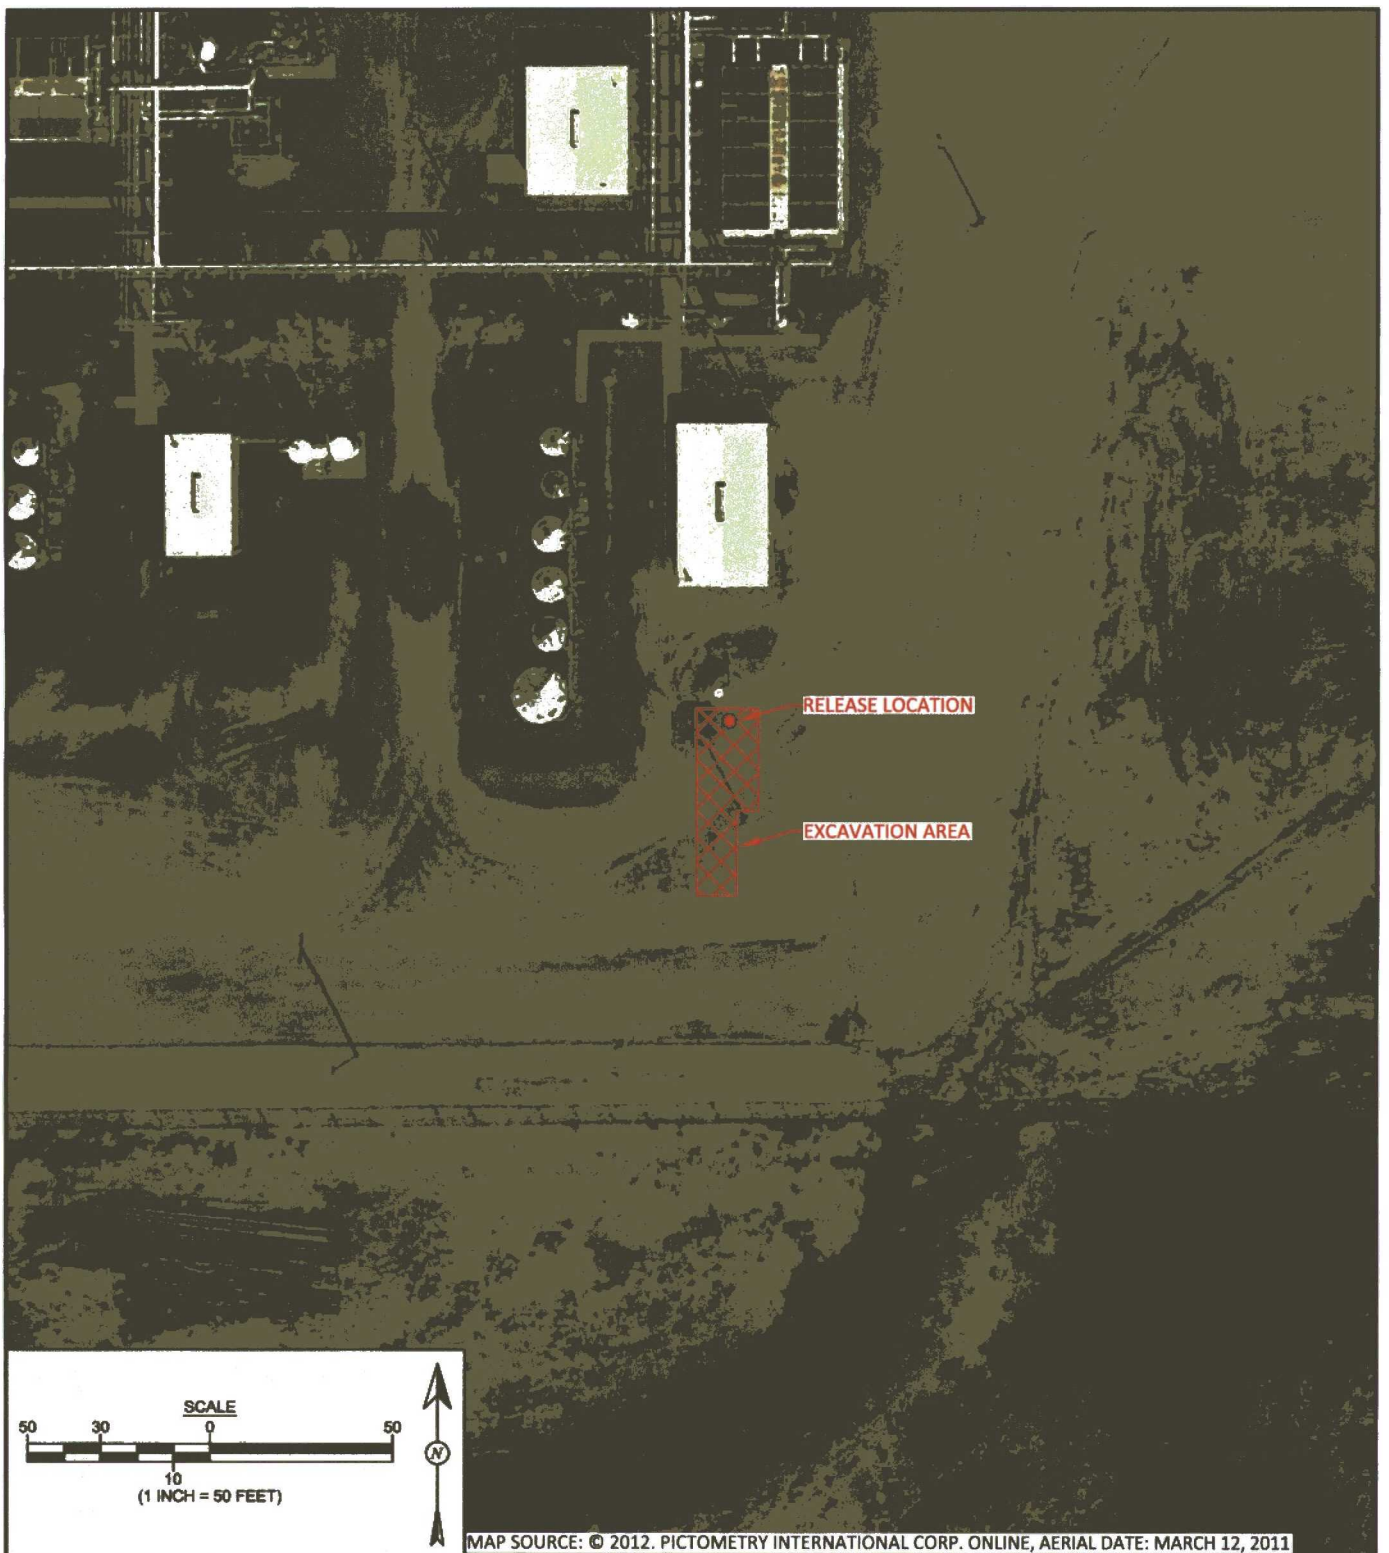 RELEASE LOCATION
EXCAVATION AREA
SCALE
50 30 0 50
10
(1 INCH = 50 FEET)
N
MAP SOURCE: © 2012. PICTOMETRY INTERNATIONAL CORP. ONLINE, AERIAL DATE: MARCH 12, 2011